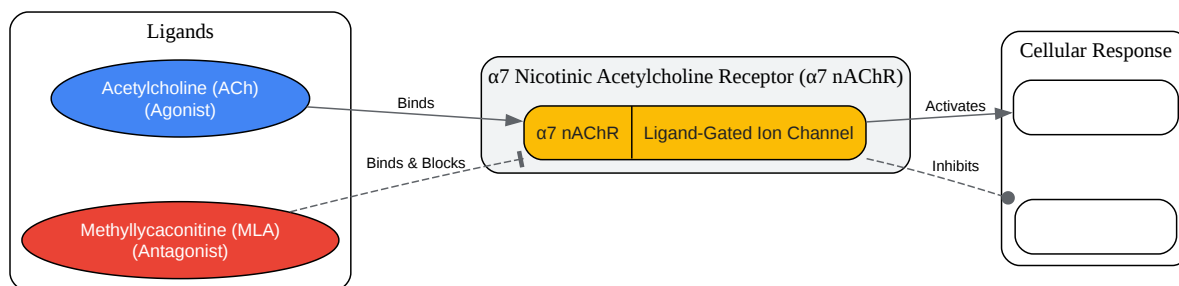 Ligands
Acetylcholine (ACh)
(Agonist)
Methyllycaconitine (MLA)
(Antagonist)
Binds
Binds & Blocks
α7 Nicotinic Acetylcholine Receptor (α7 nAChR)
α7 nAChR
Ligand-Gated Ion Channel
Activates
Inhibits
Cellular Response